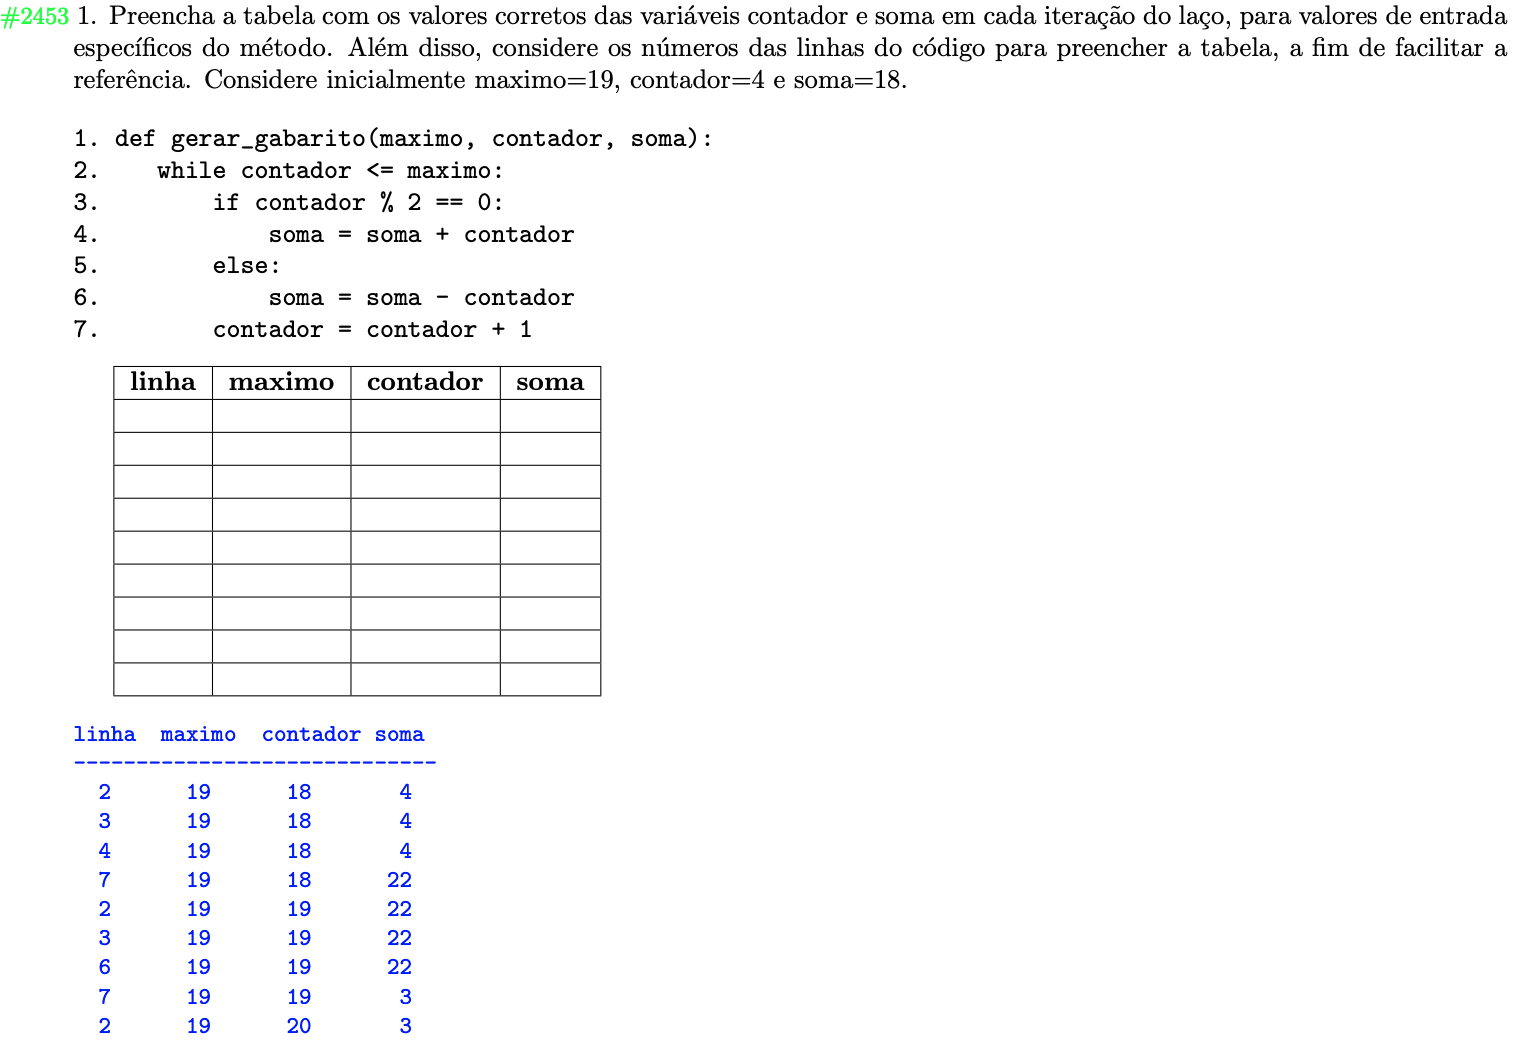 #2453 1. Preencha a tabela com os valores corretos das variáveis contador e soma em cada iteração do laço, para valores de entrada
específicos do método. Além disso, considere os números das linhas do código para preencher a tabela, a fim de facilitar a
referência. Considere inicialmente maximo=19, contador=4 e soma=18.
1. def gerar_gabarito(maximo, contador, soma):
2.    while contador <= maximo:
3.        if contador % 2 == 0:
4.            soma = soma + contador
5.        else:
6.            soma = soma - contador
7.        contador = contador + 1
linha maximo contador soma
linha  maximo  contador soma
-----------------------------
2      19      18       4
3      19      18       4
4      19      18       4
7      19      18      22
2      19      19      22
3      19      19      22
6      19      19      22
7      19      19       3
2      19      20       3